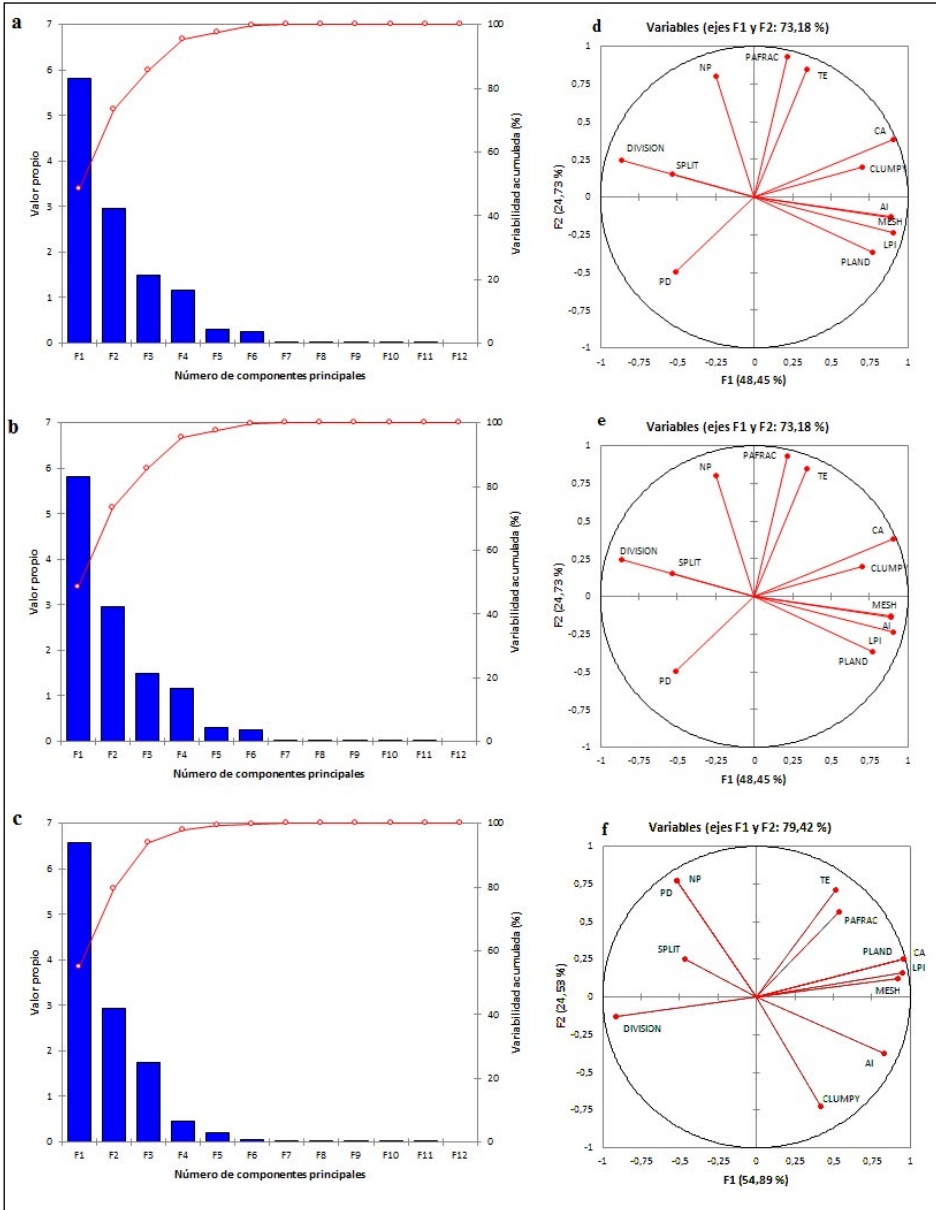 a
7
6
5
4
3
2
1
0
Valor propio
100
80
60
40
20
0
Variabilidad acumulada (%)
F1 F2 F3 F4 F5 F6 F7 F8 F9 F10 F11 F12
Número de componentes principales
d
Variables (ejes F1 y F2: 73,18 %)
1
0,75
0,5
0,25
0
-0,25
-0,5
-0,75
-1
F2 (24,73 %)
NP
PAFRAC
TE
CA
CLUMPY
DIVISION
SPLIT
AI
MESH
LPI
PLAND
PD
-1 -0,75 -0,5 -0,25 0 0,25 0,5 0,75 1
F1 (48,45 %)
b
7
6
5
4
3
2
1
0
Valor propio
100
80
60
40
20
0
Variabilidad acumulada (%)
F1 F2 F3 F4 F5 F6 F7 F8 F9 F10 F11 F12
Número de componentes principales
e
Variables (ejes F1 y F2: 73,18 %)
1
0,75
0,5
0,25
0
-0,25
-0,5
-0,75
-1
F2 (24,73 %)
PAFRAC
NP
TE
CA
CLUMPY
DIVISION
SPLIT
MESH
AI
LPI
PLAND
PD
-1 -0,75 -0,5 -0,25 0 0,25 0,5 0,75 1
F1 (48,45 %)
c
7
6
5
4
3
2
1
0
Valor propio
100
80
60
40
20
0
Variabilidad acumulada (%)
F1 F2 F3 F4 F5 F6 F7 F8 F9 F10 F11 F12
Número de componentes principales
f
Variables (ejes F1 y F2: 79,42 %)
1
0,75
0,5
0,25
0
-0,25
-0,5
-0,75
-1
F2 (24,53 %)
NP
PD
TE
PAFRAC
SPLIT
PLAND
CA
LPI
MESH
DIVISION
AI
CLUMPY
-1 -0,75 -0,5 -0,25 0 0,25 0,5 0,75 1
F1 (54,89 %)